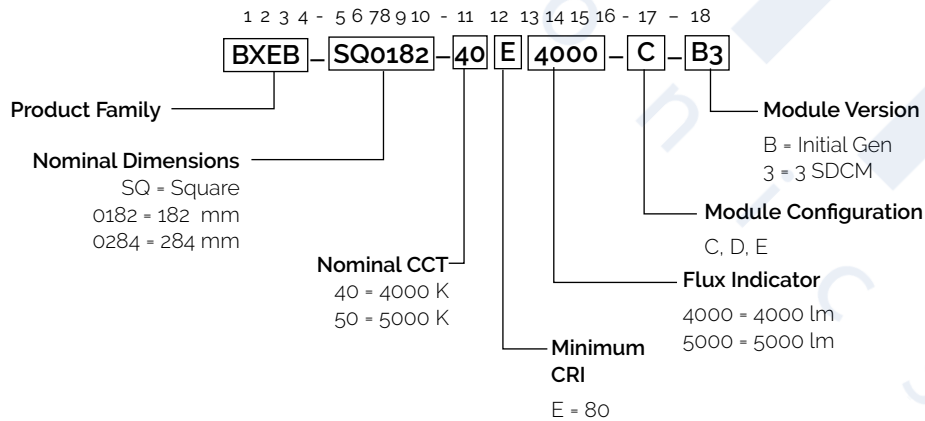 1 2 3 4 - 5 6 78 9 10 - 11 12 13 14 15 16 - 17 – 18
BXEB – SQ0182 – 40 E 4000 – C – B3
Product Family
Module Version
B = Initial Gen
3 = 3 SDCM
Nominal Dimensions
SQ = Square
0182 = 182 mm
0284 = 284 mm
Module Configuration
C, D, E
Nominal CCT
40 = 4000 K
50 = 5000 K
Flux Indicator
4000 = 4000 lm
5000 = 5000 lm
Minimum
CRI
E = 80